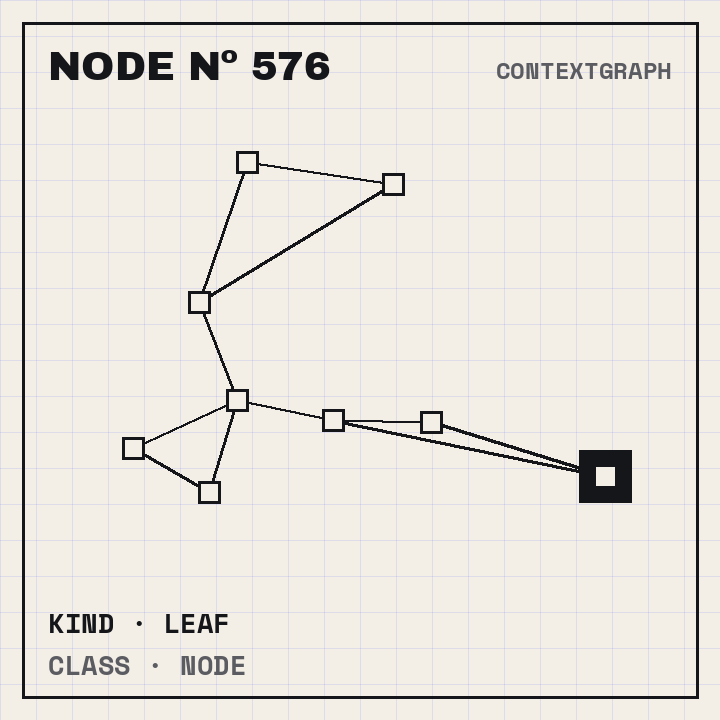 NODE Nº 576
CONTEXTGRAPH
KIND · LEAF
CLASS · NODE